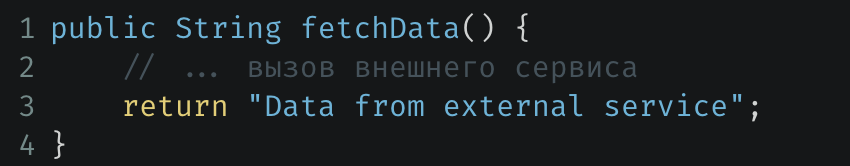 1 public String fetchData() {
2     // ... вызов внешнего сервиса
3     return "Data from external service";
4 }